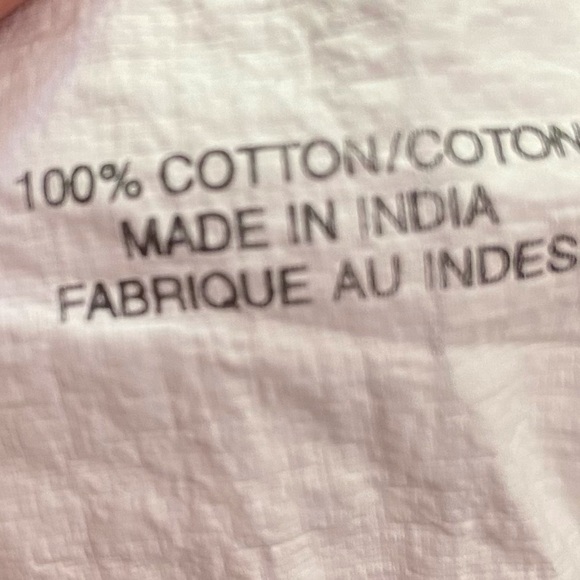 100% COTTON/COTON
MADE IN INDIA
FABRIQUE AU INDES